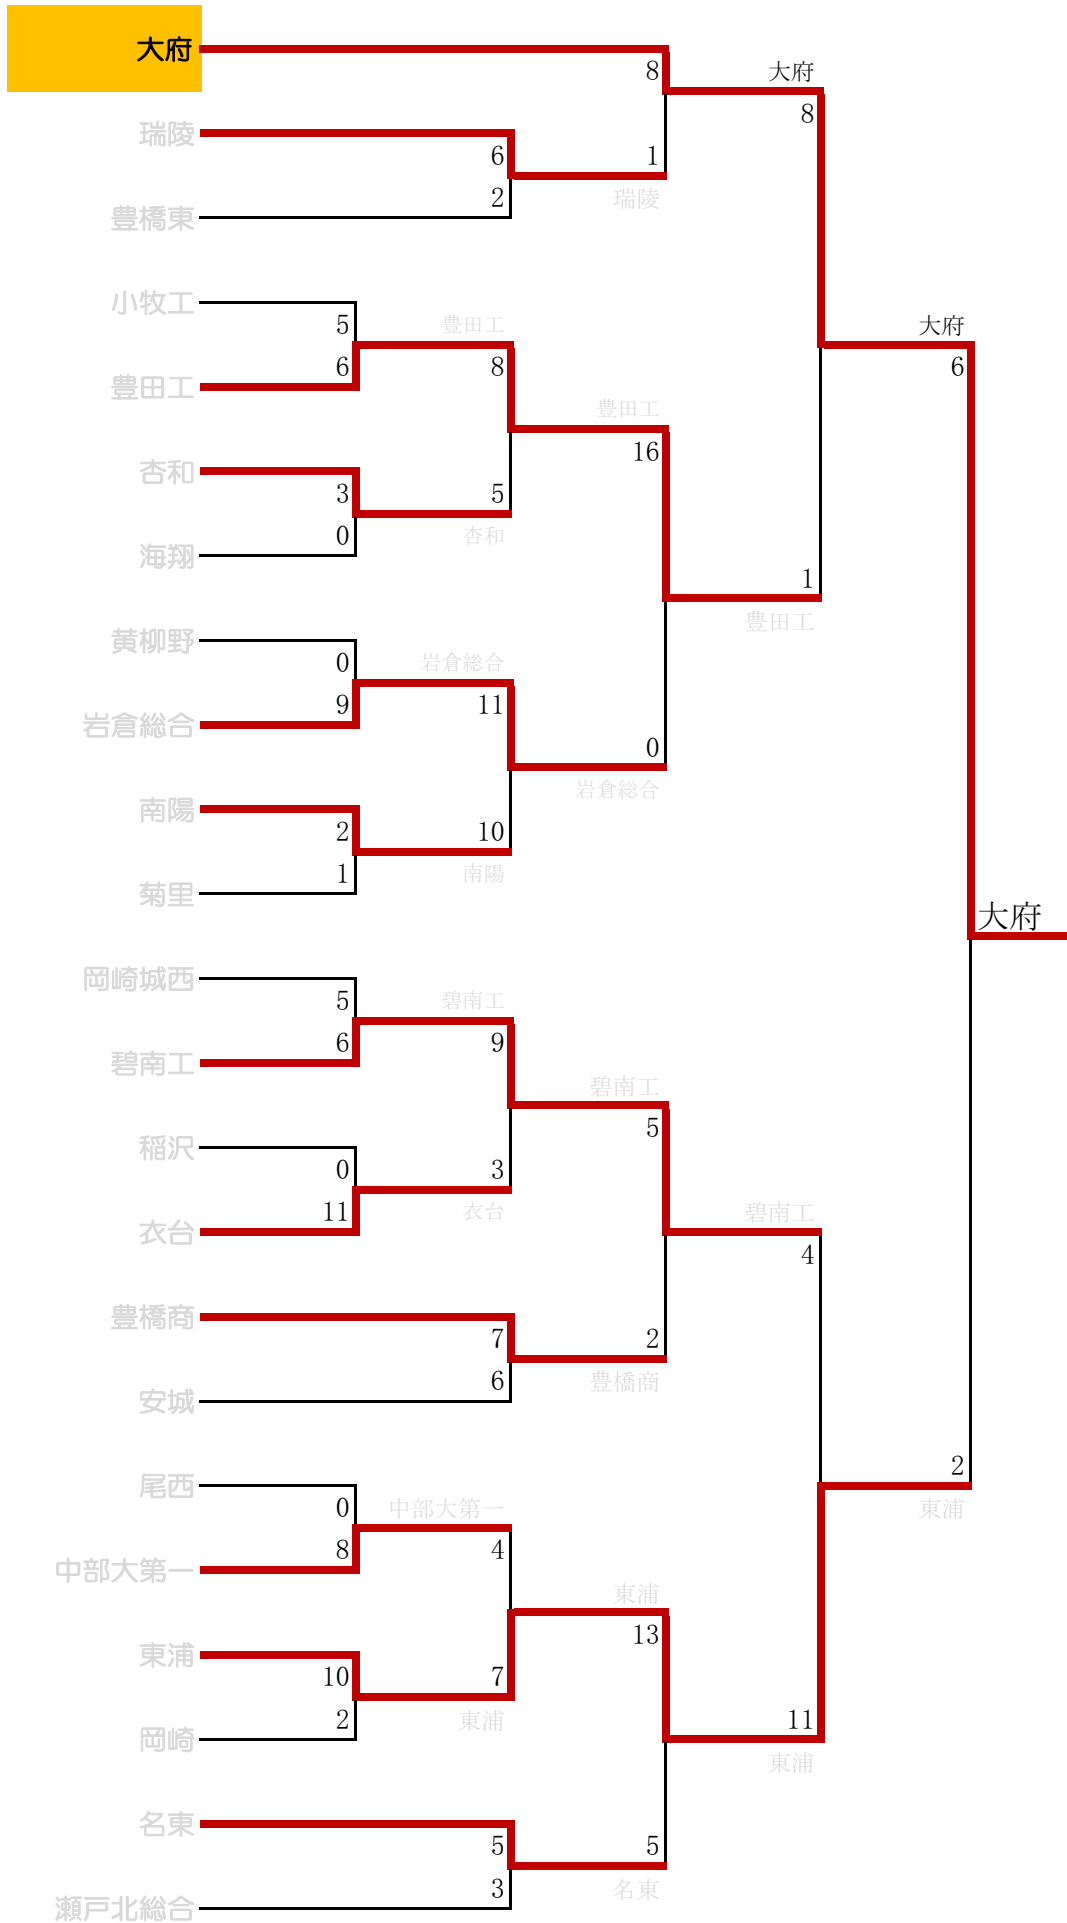 大府
8
大府
8
瑞陵
6
1
瑞陵
豊橋東
2
小牧工
5
豊田工
大府
6
豊田工
6
8
豊田工
16
杏和
3
5
杏和
海翔
0
1
豊田工
黄柳野
0
岩倉総合
岩倉総合
9
11
0
岩倉総合
南陽
2
10
南陽
菊里
1
大府
岡崎城西
5
碧南工
碧南工
6
9
碧南工
5
稲沢
0
3
衣台
衣台
11
碧南工
4
豊橋商
7
2
豊橋商
安城
6
尾西
0
中部大第一
2
東浦
中部大第一
8
4
東浦
13
東浦
10
7
東浦
岡崎
2
11
東浦
名東
5
5
名東
瀬戸北総合
3